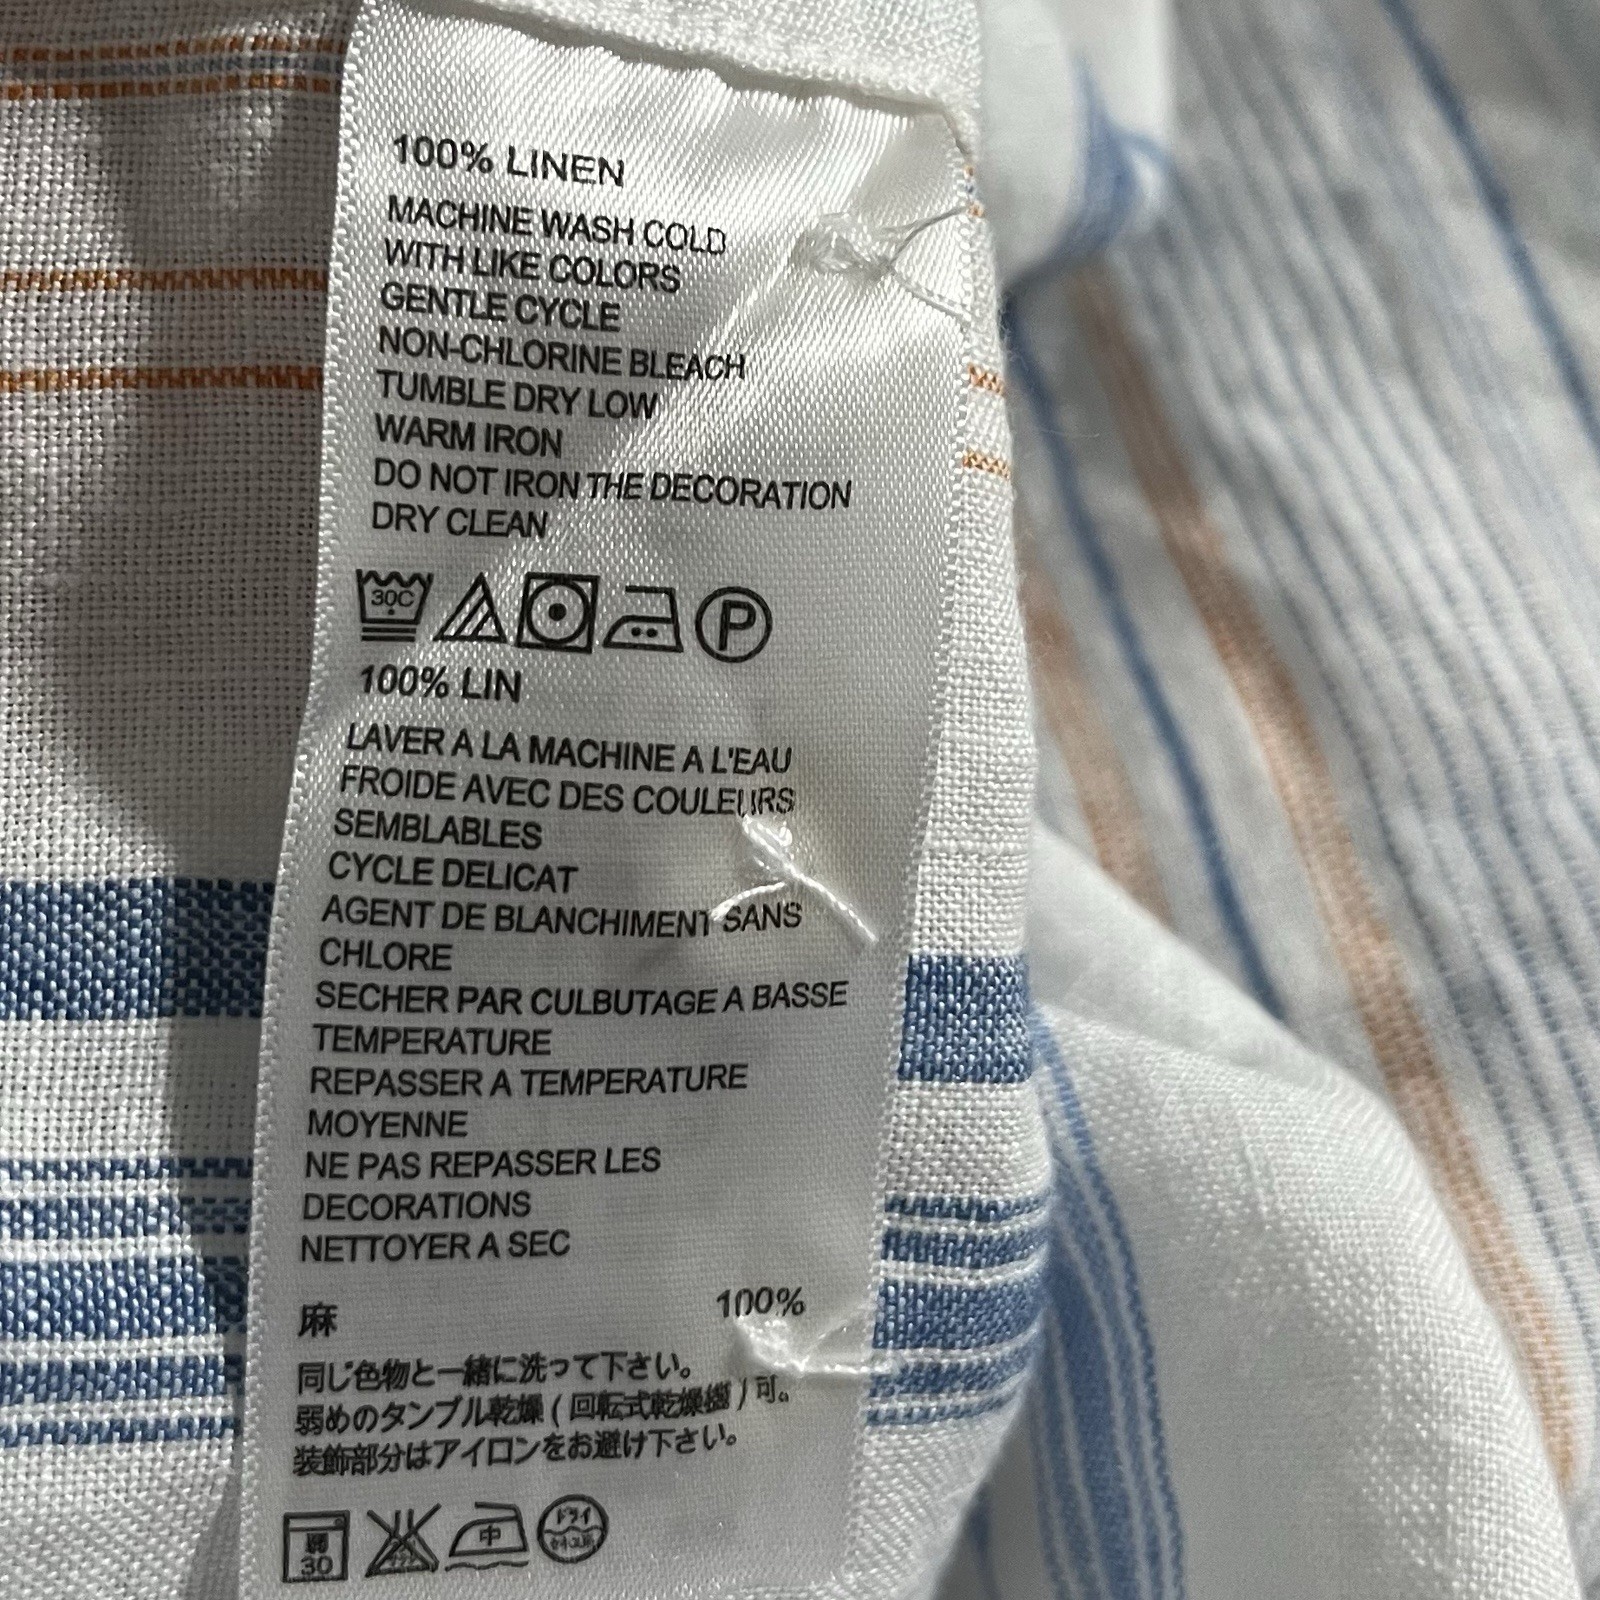 100% LINEN
MACHINE WASH COLD
WITH LIKE COLORS
GENTLE CYCLE
NON-CHLORINE BLEACH
TUMBLE DRY LOW
WARM IRON
DO NOT IRON THE DECORATION
DRY CLEAN
30C P
100% LIN
LAVER A LA MACHINE A L'EAU
FROIDE AVEC DES COULEURS
SEMBLABLES
CYCLE DELICAT
AGENT DE BLANCHIMENT SANS
CHLORE
SECHER PAR CULBUTAGE A BASSE
TEMPERATURE
REPASSER A TEMPERATURE
MOYENNE
NE PAS REPASSER LES
DECORATIONS
NETTOYER A SEC
麻 100%
同じ色物と一緒に洗って下さい。
弱めのタンブル乾燥 ( 回転式乾燥機 ) 可。
装飾部分はアイロンをお避け下さい。
弱 30 中 ドライ